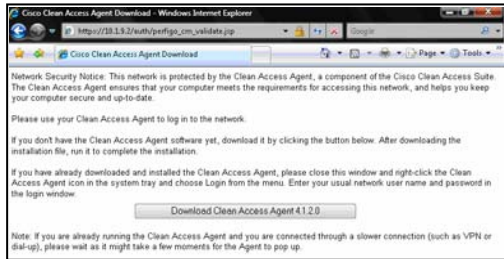 Cisco Clean Access Agent Download - Windows Internet Explorer
https://10.1.9.2/auth/perfigo_cm_validate.jsp
Google
Cisco Clean Access Agent Download
Page
Tools
Network Security Notice: This network is protected by the Clean Access Agent, a component of the Cisco Clean Access Suite.
The Clean Access Agent ensures that your computer meets the requirements for accessing this network, and helps you keep
your computer secure and up-to-date.
Please use your Clean Access Agent to log in to the network.
If you don't have the Clean Access Agent software yet, download it by clicking the button below. After downloading the
installation file, run it to complete the installation.
If you have already downloaded and installed the Clean Access Agent, please close this window and right-click the Clean
Access Agent icon in the system tray and choose Login from the menu. Enter your usual network user name and password in
the login window.
Download Clean Access Agent 4.1.2.0
Note: If you are already running the Clean Access Agent and you are connected through a slower connection (such as VPN or
dial-up), please wait as it might take a few moments for the Agent to pop up.